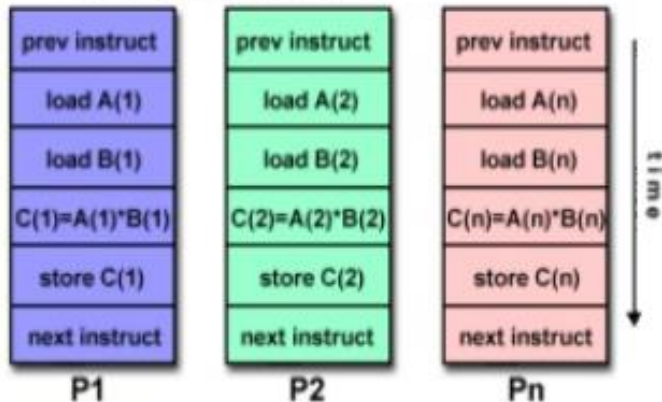 prev instruct
load A(1)
load B(1)
C(1)=A(1)*B(1)
store C(1)
next instruct
P1
prev instruct
load A(2)
load B(2)
C(2)=A(2)*B(2)
store C(2)
next instruct
P2
prev instruct
load A(n)
load B(n)
C(n)=A(n)*B(n)
store C(n)
next instruct
Pn
time